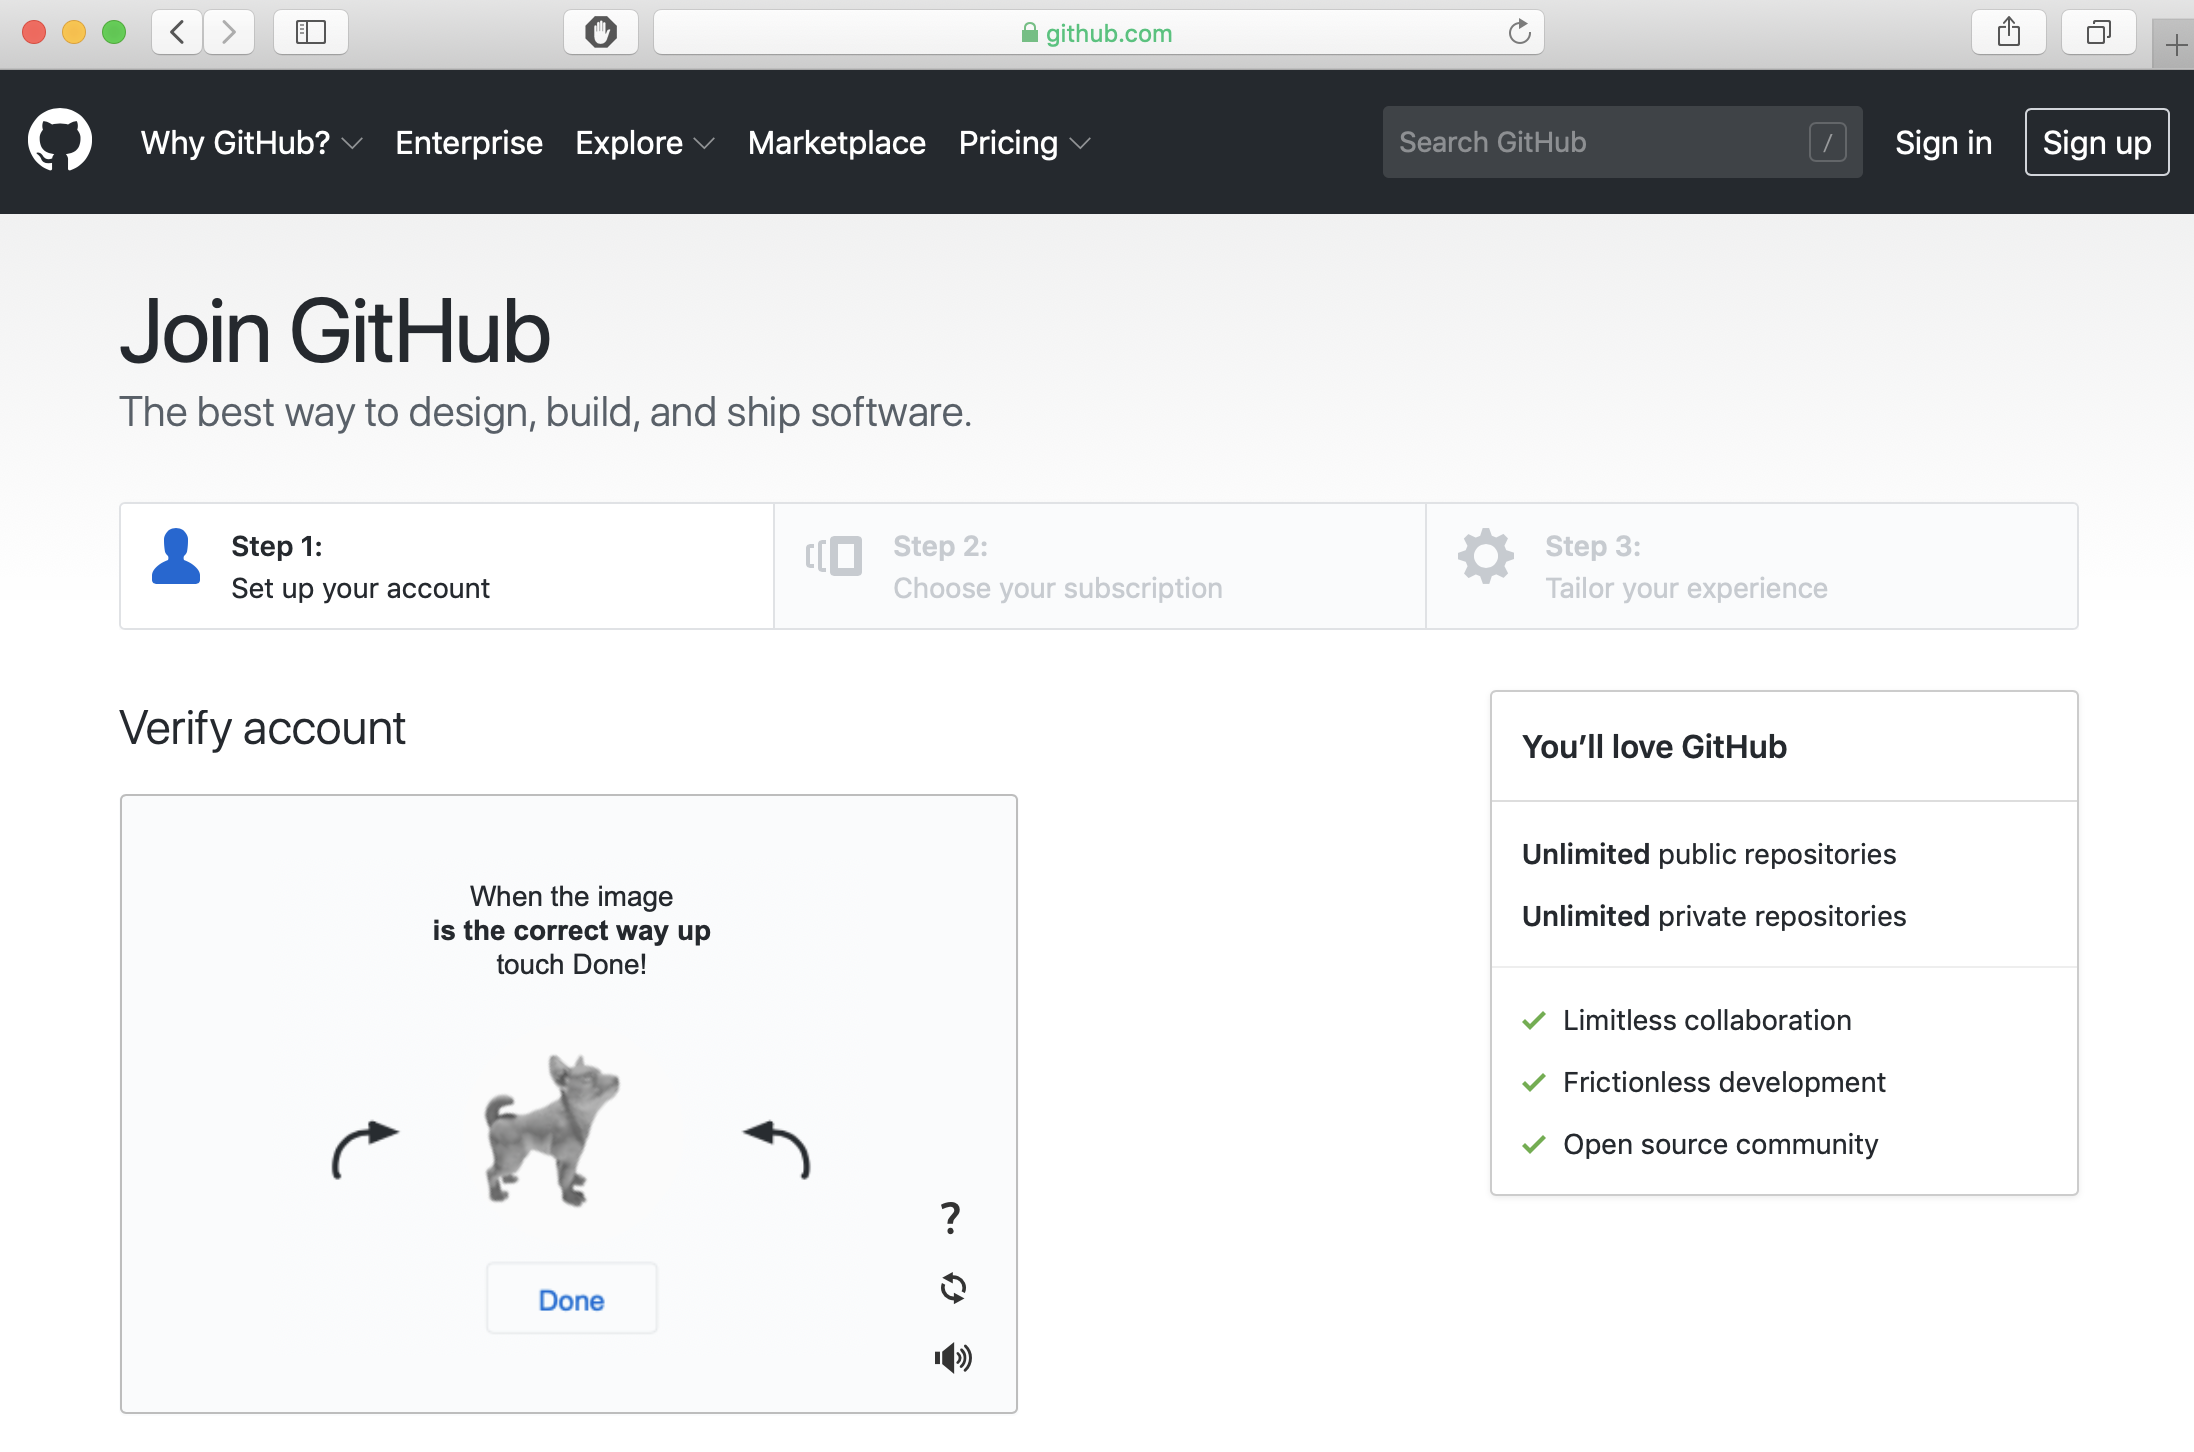 github.com
Why GitHub? Enterprise Explore Marketplace Pricing Search GitHub / Sign in Sign up
Join GitHub
The best way to design, build, and ship software.
Step 1:
Set up your account
Step 2:
Choose your subscription
Step 3:
Tailor your experience
Verify account
When the image
is the correct way up
touch Done!
?
Done
You’ll love GitHub
Unlimited public repositories
Unlimited private repositories
Limitless collaboration
Frictionless development
Open source community